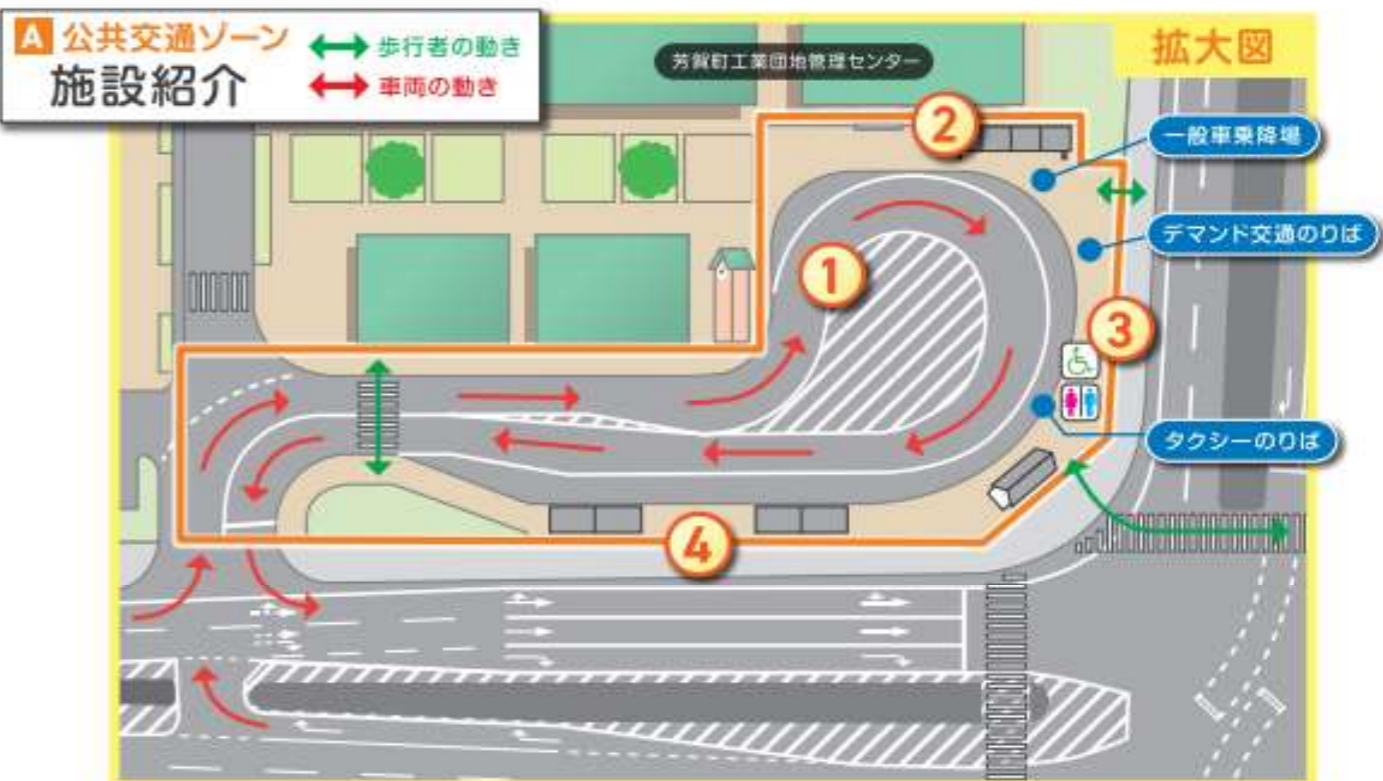 A 公共交通ゾーン
施設紹介
歩行者の動き
車両の動き
芳賀町工業団地管理センター
拡大図
2
一般車乗降場
デマンド交通のりば
1
3
タクシーのりば
4